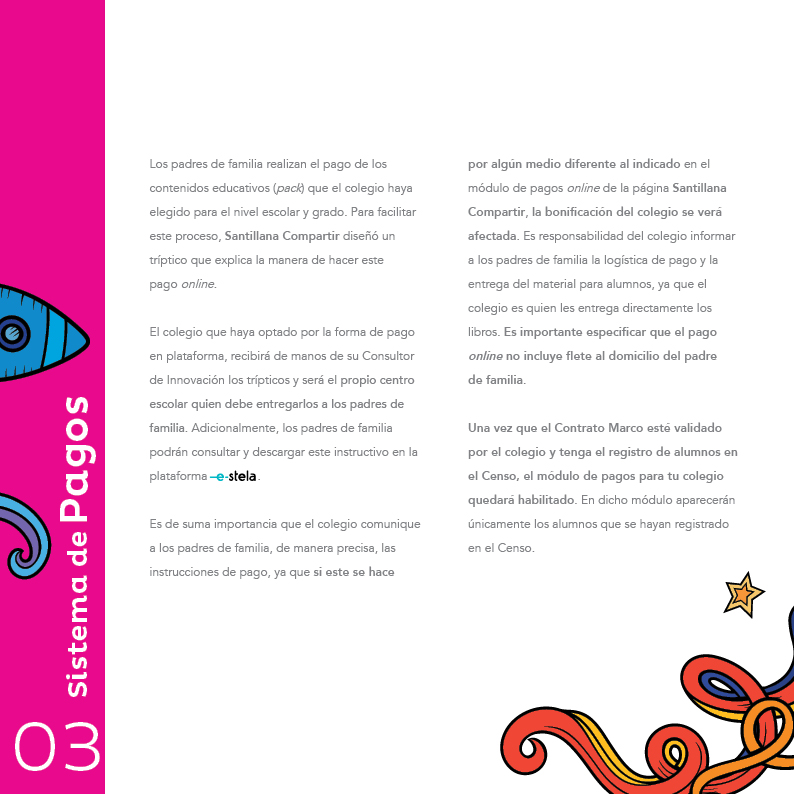 Sistema de Pagos
03
Los padres de familia realizan el pago de los
contenidos educativos (pack) que el colegio haya
elegido para el nivel escolar y grado. Para facilitar
este proceso, Santillana Compartir diseñó un
tríptico que explica la manera de hacer este
pago online.
El colegio que haya optado por la forma de pago
en plataforma, recibirá de manos de su Consultor
de Innovación los trípticos y será el propio centro
escolar quien debe entregarlos a los padres de
familia. Adicionalmente, los padres de familia
podrán consultar y descargar este instructivo en la
plataforma e-stela.
Es de suma importancia que el colegio comunique
a los padres de familia, de manera precisa, las
instrucciones de pago, ya que si este se hace
por algún medio diferente al indicado en el
módulo de pagos online de la página Santillana
Compartir, la bonificación del colegio se verá
afectada. Es responsabilidad del colegio informar
a los padres de familia la logística de pago y la
entrega del material para alumnos, ya que el
colegio es quien les entrega directamente los
libros. Es importante especificar que el pago
online no incluye flete al domicilio del padre
de familia.
Una vez que el Contrato Marco esté validado
por el colegio y tenga el registro de alumnos en
el Censo, el módulo de pagos para tu colegio
quedará habilitado. En dicho módulo aparecerán
únicamente los alumnos que se hayan registrado
en el Censo.